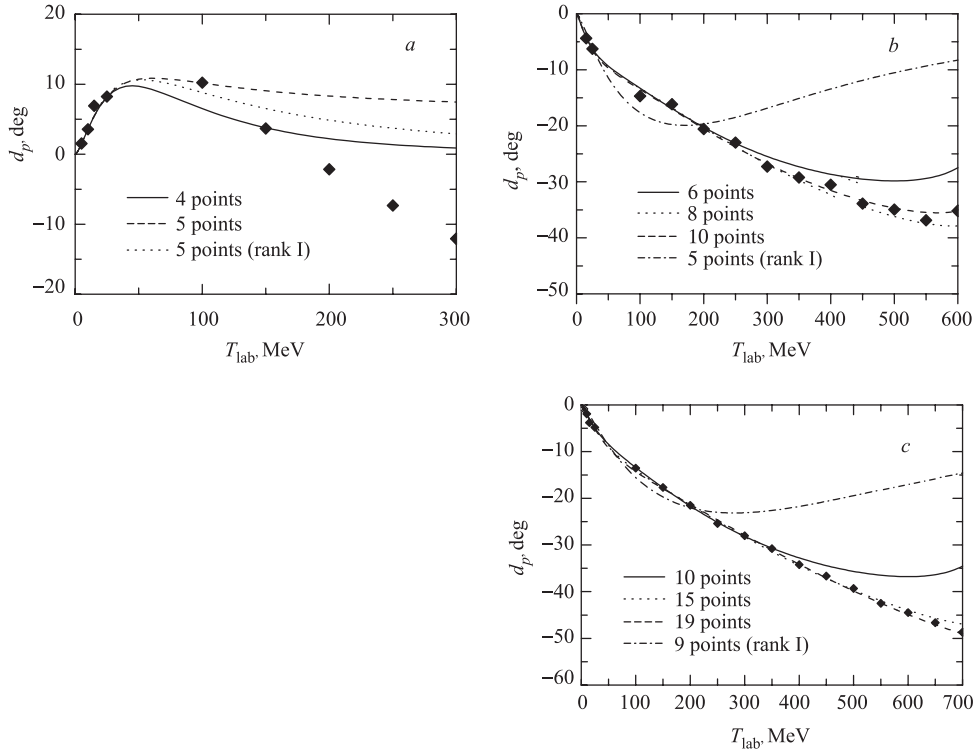 20
10
0
−10
−20
d_p, deg
a
4 points
5 points
5 points (rank I)
0 100 200 300
T_lab, MeV
0
−10
−20
−30
−40
−50
d_p, deg
b
6 points
8 points
10 points
5 points (rank I)
0 100 200 300 400 500 600
T_lab, MeV
0
−10
−20
−30
−40
−50
−60
d_p, deg
c
10 points
15 points
19 points
9 points (rank I)
0 100 200 300 400 500 600 700
T_lab, MeV